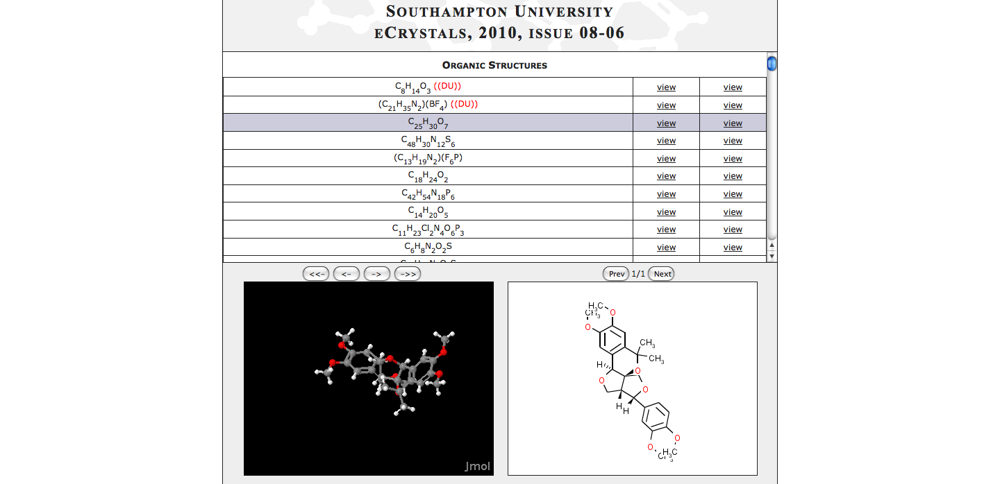 Southampton University
eCrystals, 2010, issue 08-06
Organic Structures
C8H14O3 ((DU)) view view
(C21H35N2)(BF4) ((DU)) view view
C25H30O7 view view
C48H30N12S6 view view
(C13H19N2)(F6P) view view
C18H24O2 view view
C42H54N18P6 view view
C14H20O5 view view
C11H23Cl2N4O6P3 view view
C6H8N2O2S view view
<<- <- -> ->> Prev 1/1 Next
H3C O
CH3
O
CH3
CH3
H
O
O
O
H
H
O
O
H3C
Jmol